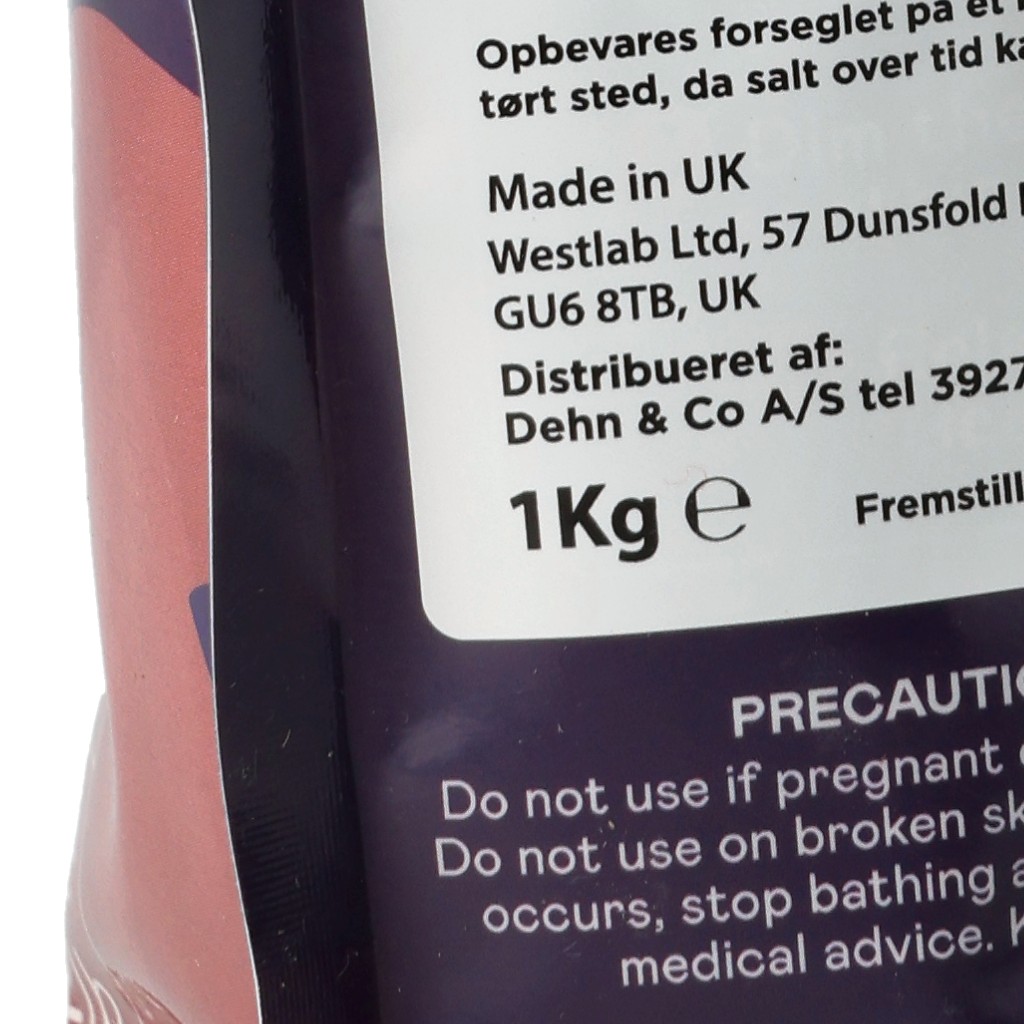 Opbevares forseglet på et
tørt sted, da salt over tid
Made in UK
Westlab Ltd, 57 Dunsfold
GU6 8TB, UK
Distribueret af:
Dehn & Co A/S tel 3927
1Kg ℮
Fremstill
PRECAUTIO
Do not use if pregnant
Do not use on broken sk
occurs, stop bathing
medical advice.